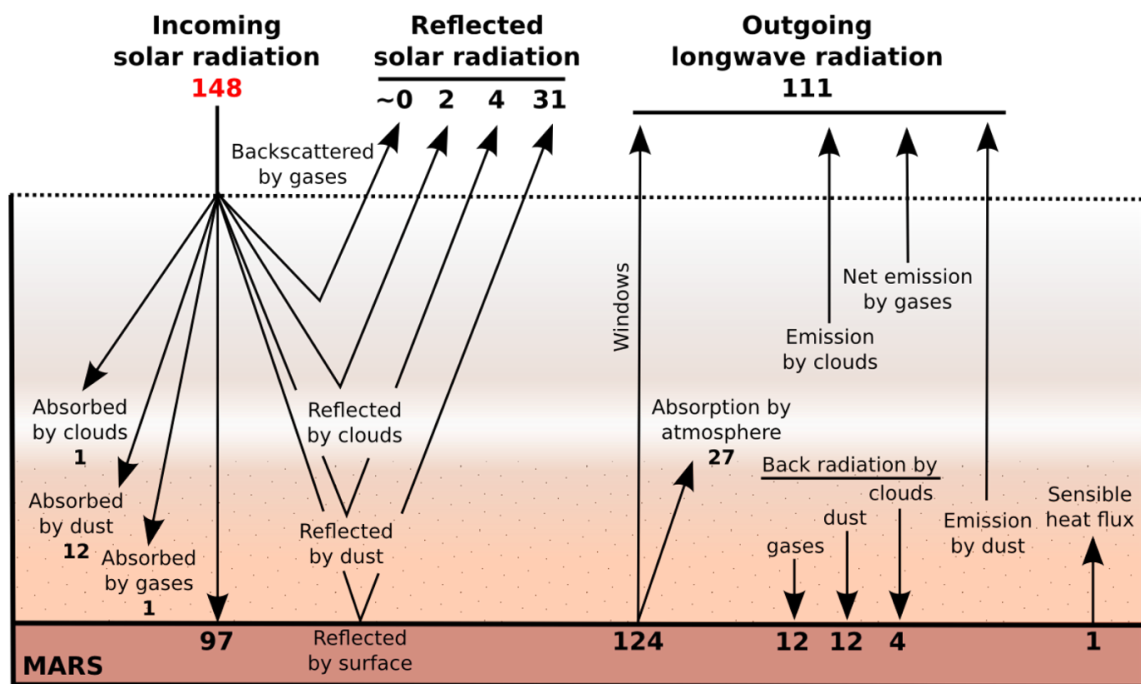 Incoming
solar radiation
148
Reflected
solar radiation
~0 2 4 31
Outgoing
longwave radiation
111
Backscattered
by gases
Windows
Net emission
by gases
Emission
by clouds
Absorbed
by clouds
1
Reflected
by clouds
Absorption by
atmosphere
27
Back radiation by
clouds
dust
gases
Absorbed
by dust
12
Absorbed
by gases
1
Reflected
by dust
Emission
by dust
Sensible
heat flux
97
Reflected
by surface
124
12 12 4
1
MARS